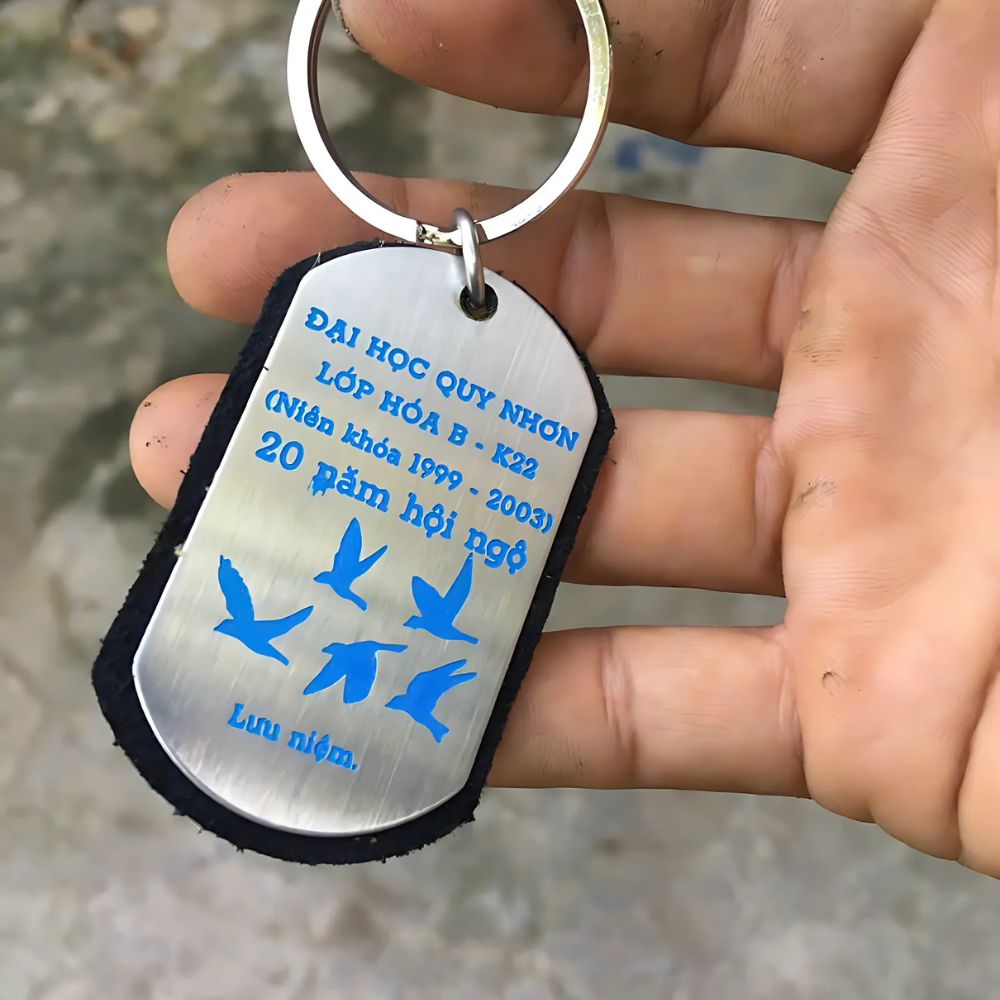 ĐẠI HỌC QUY NHƠN
LỚP HÓA B - K22
(Niên khóa 1999 - 2003)
20 năm hội ngộ
Lưu niệm.